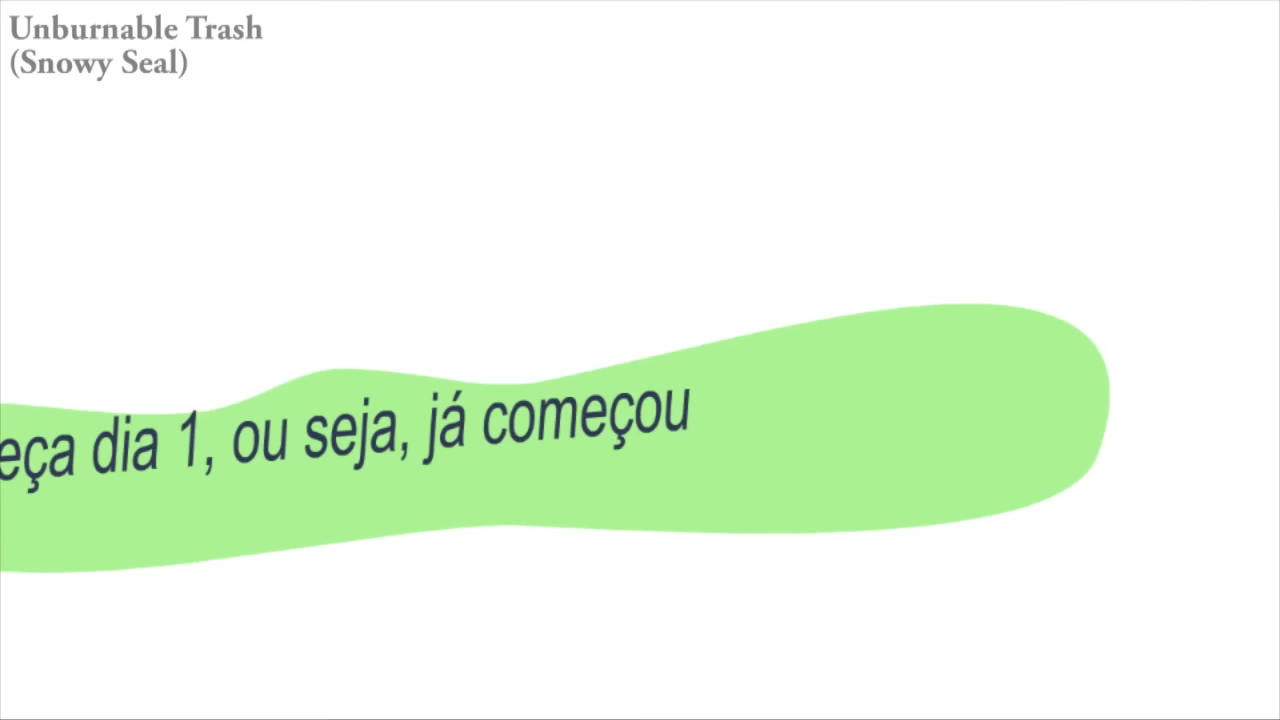 Unburnable Trash
(Snowy Seal)
eça dia 1, ou seja, já começou